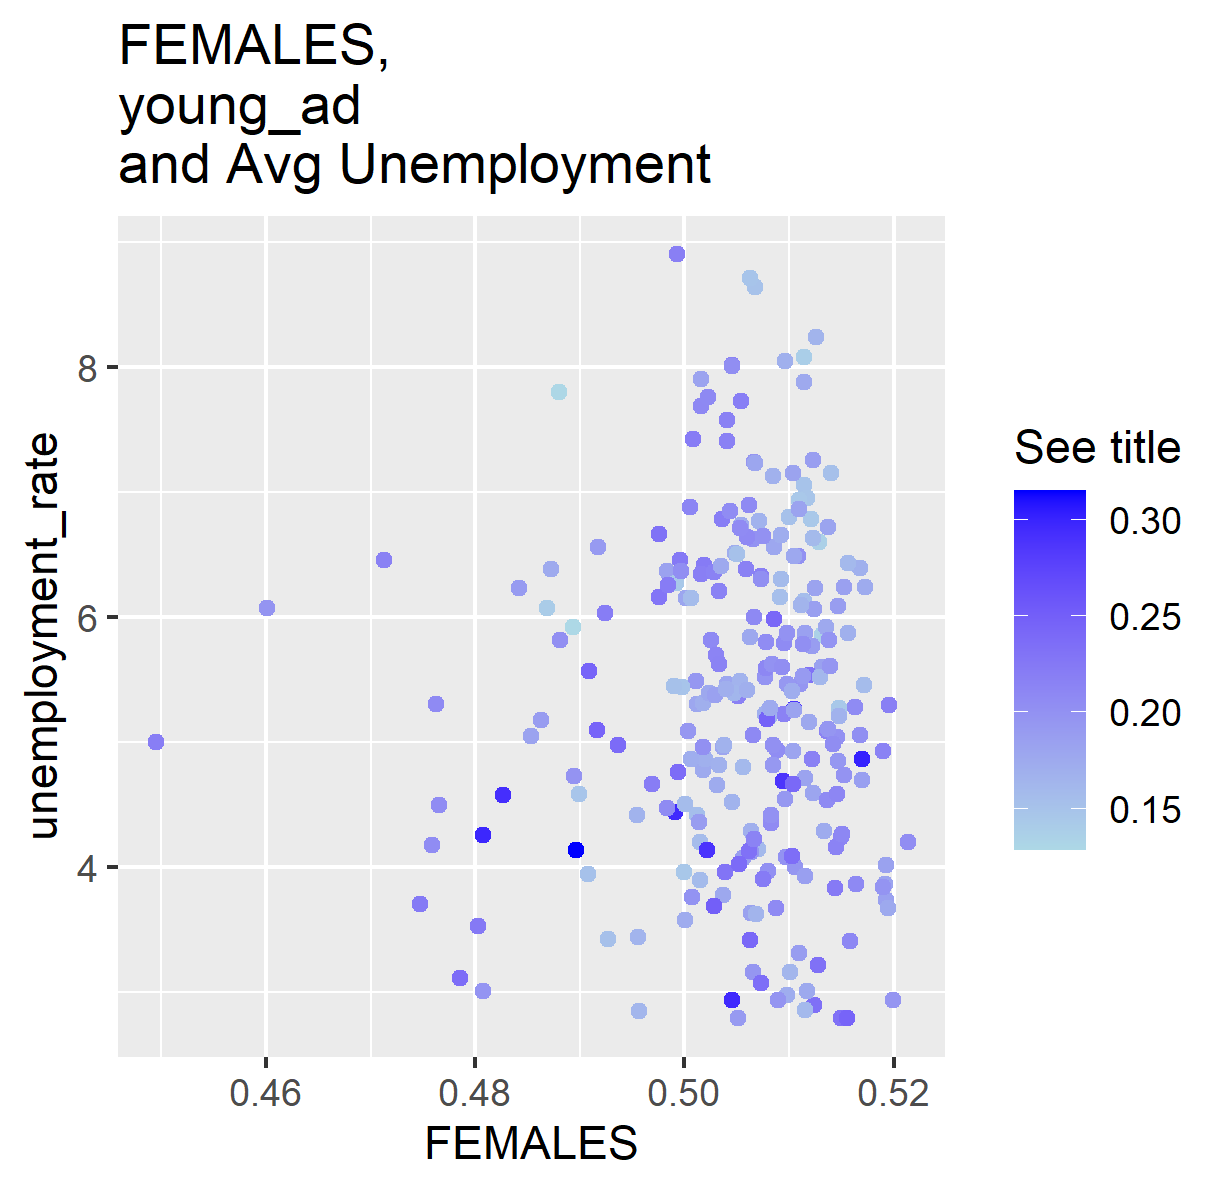 FEMALES,
young_ad
and Avg Unemployment
8
6
4
unemployment_rate
0.46 0.48 0.50 0.52
FEMALES
See title
0.30
0.25
0.20
0.15